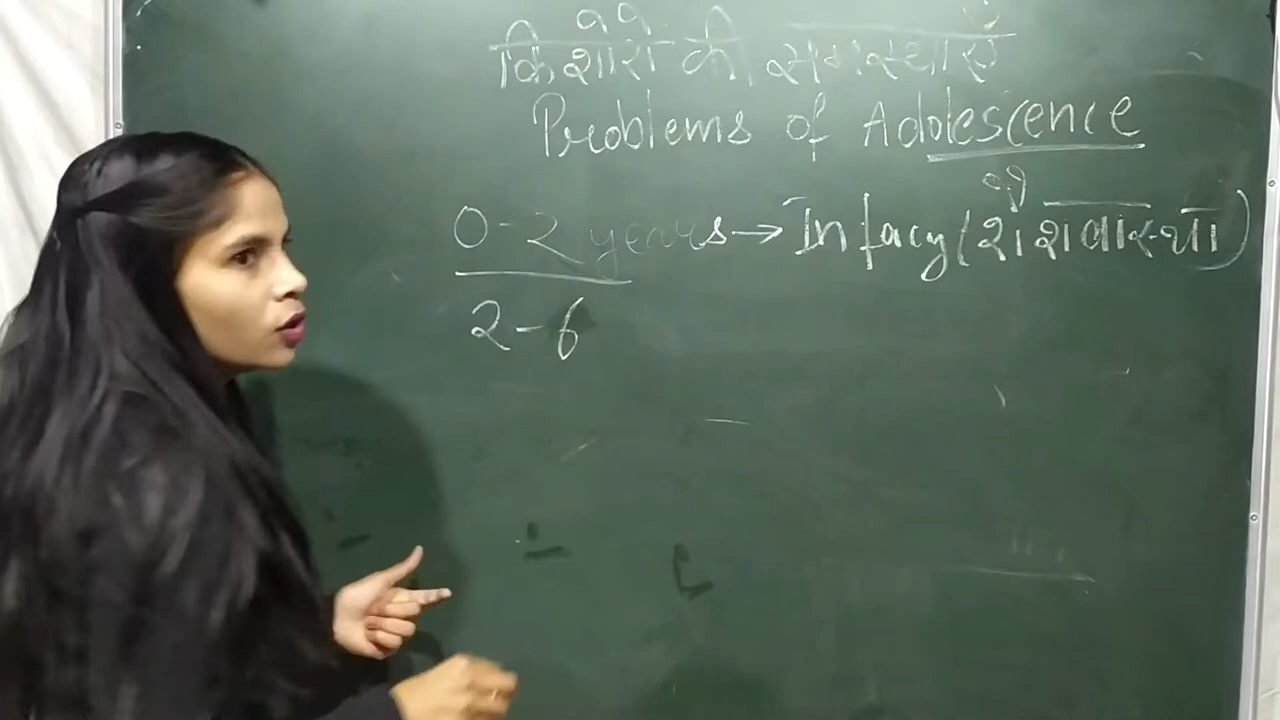 किशोरों की समस्याएँ
Problems of Adolescence
0-2 years → Infacy (शैशवावस्था)
2-6